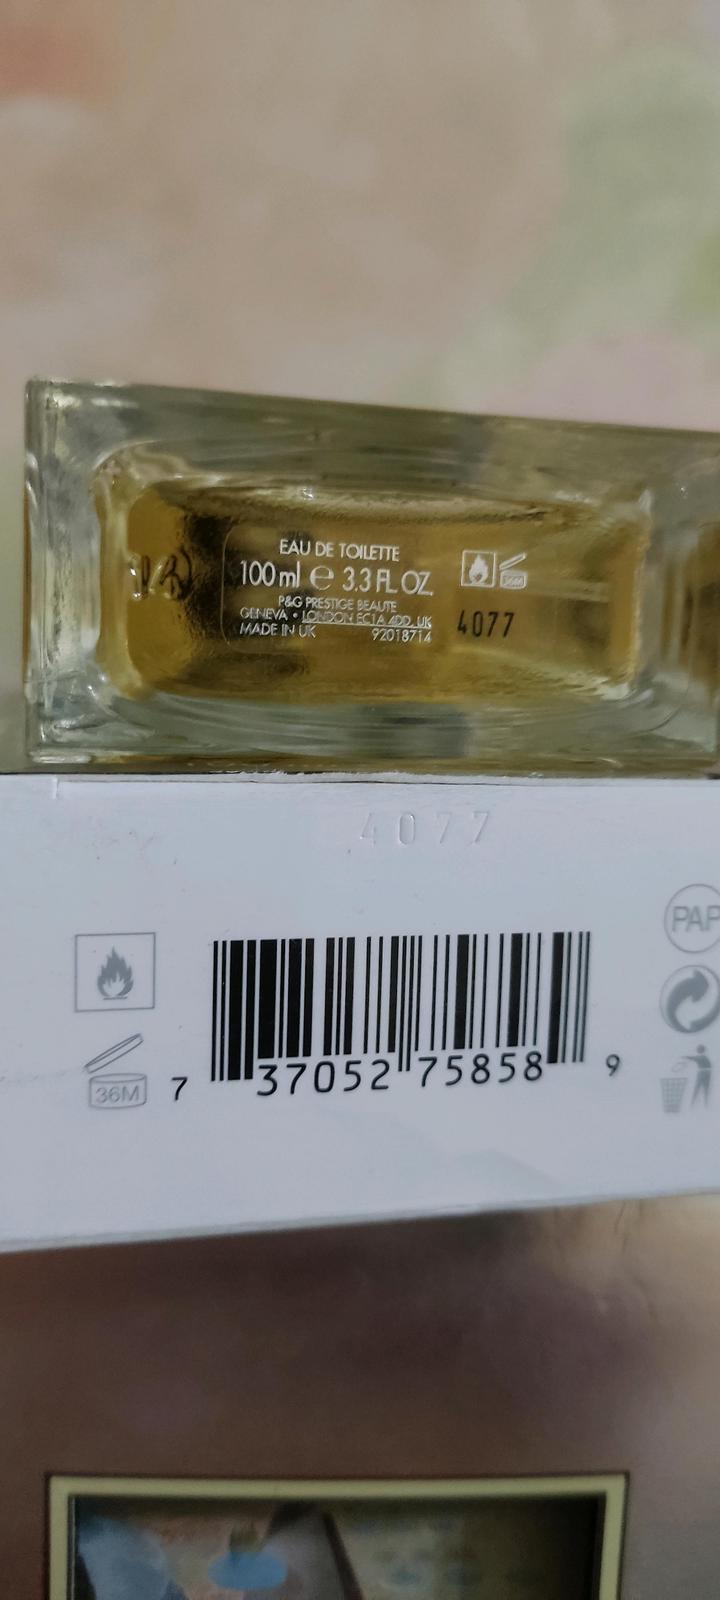 EAU DE TOILETTE
100 ml e 3.3 FL OZ.
P&G PRESTIGE BEAUTE
GENEVA • LONDON EC1A 4DD UK
MADE IN UK 92018714
36M
4077
4077
PAP
36M
7 37052 75858 9